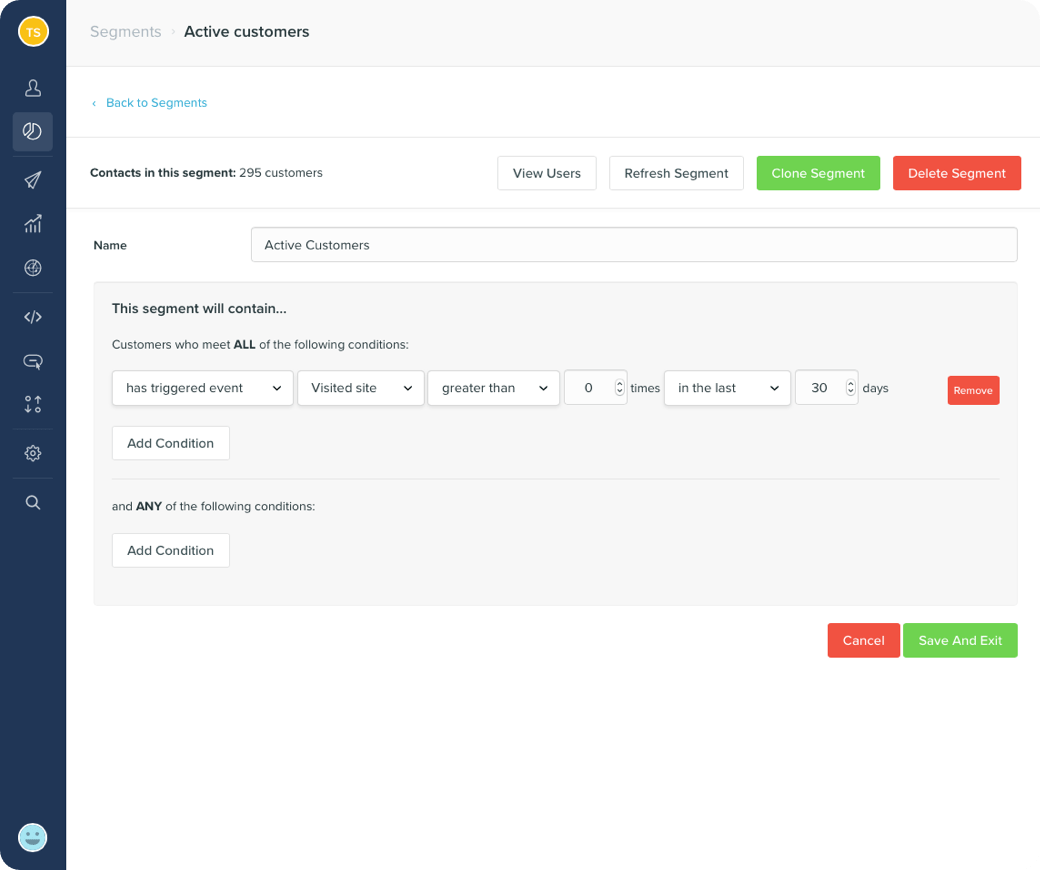 TS
Segments › Active customers
‹ Back to Segments
Contacts in this segment: 295 customers
View Users
Refresh Segment
Clone Segment
Delete Segment
Name
Active Customers
This segment will contain...
Customers who meet ALL of the following conditions:
has triggered event Visited site greater than 0 times in the last 30 days Remove
Add Condition
and ANY of the following conditions:
Add Condition
Cancel
Save And Exit